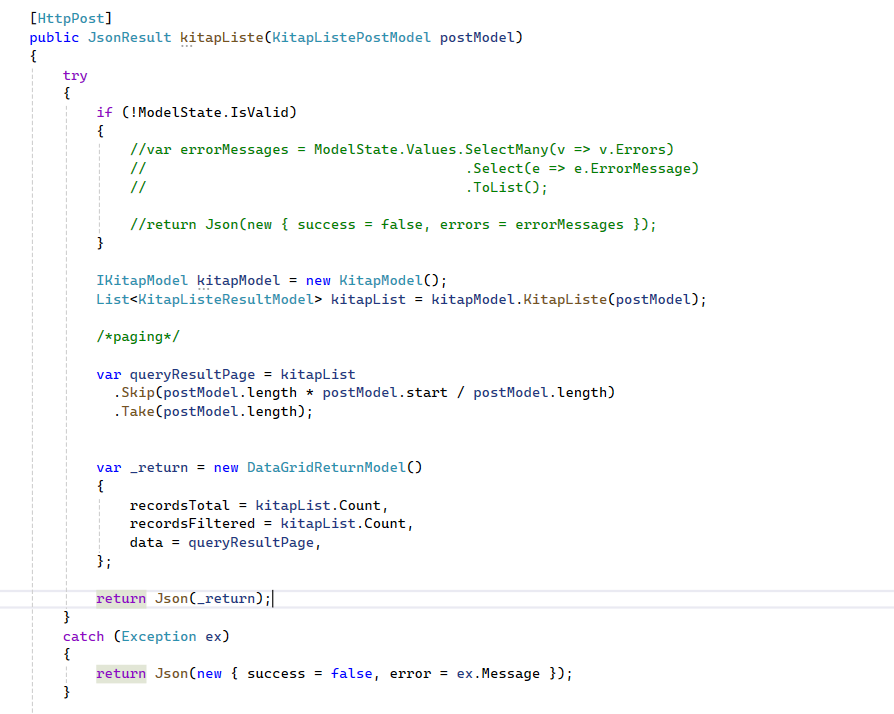 [HttpPost]
public JsonResult kitapListe(KitapListePostModel postModel)
{
    try
    {
        if (!ModelState.IsValid)
        {
            //var errorMessages = ModelState.Values.SelectMany(v => v.Errors)
            //                                      .Select(e => e.ErrorMessage)
            //                                      .ToList();

            //return Json(new { success = false, errors = errorMessages });
        }

        IKitapModel kitapModel = new KitapModel();
        List<KitapListeResultModel> kitapList = kitapModel.KitapListe(postModel);

        /*paging*/

        var queryResultPage = kitapList
          .Skip(postModel.length * postModel.start / postModel.length)
          .Take(postModel.length);


        var _return = new DataGridReturnModel()
        {
            recordsTotal = kitapList.Count,
            recordsFiltered = kitapList.Count,
            data = queryResultPage,
        };

        return Json(_return);
    }
    catch (Exception ex)
    {
        return Json(new { success = false, error = ex.Message });
    }